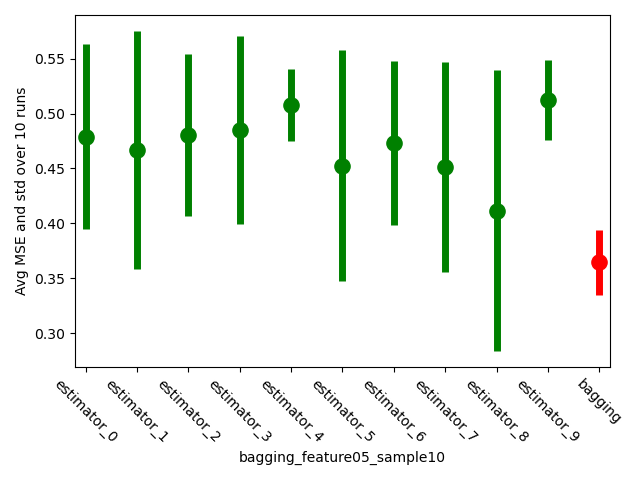 Avg MSE and std over 10 runs
0.55
0.50
0.45
0.40
0.35
0.30
estimator_0
estimator_1
estimator_2
estimator_3
estimator_4
estimator_5
estimator_6
estimator_7
estimator_8
estimator_9
bagging
bagging_feature05_sample10